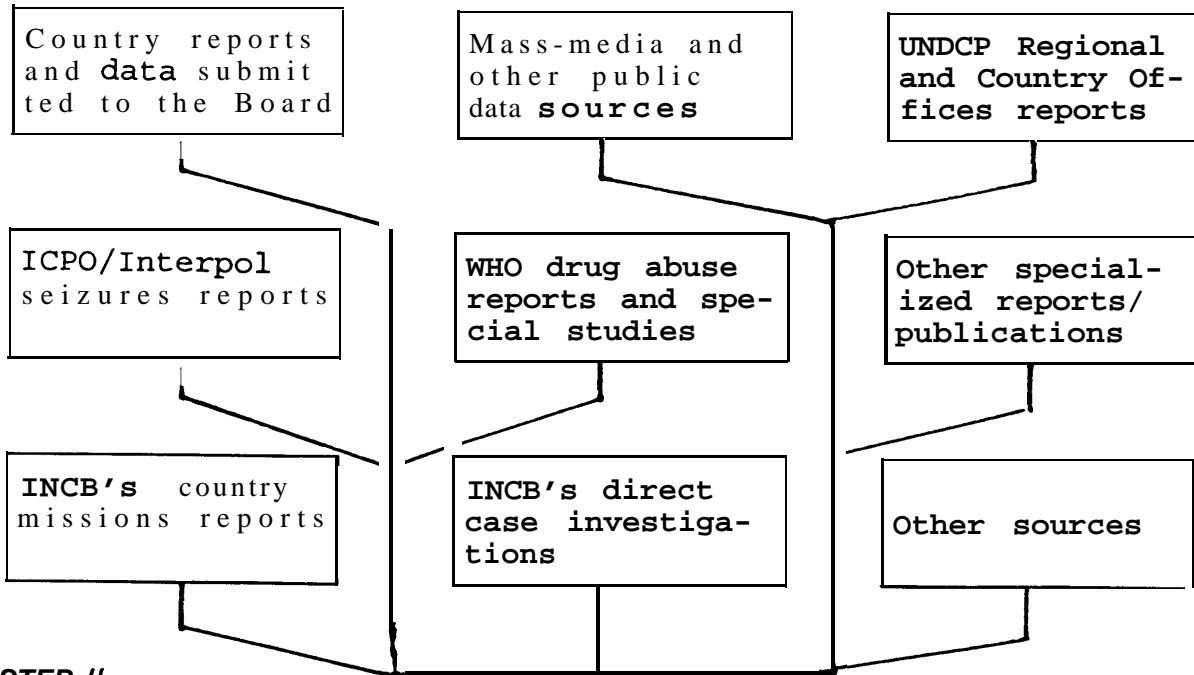 Country reports
and data submit
ted to the Board
Mass-media and
other public
data sources
UNDCP Regional
and Country Of-
fices reports
ICPO/Interpol
seizures reports
WHO drug abuse
reports and spe-
cial studies
Other special-
ized reports/
publications
INCB's country
missions reports
INCB's direct
case investiga-
tions
Other sources